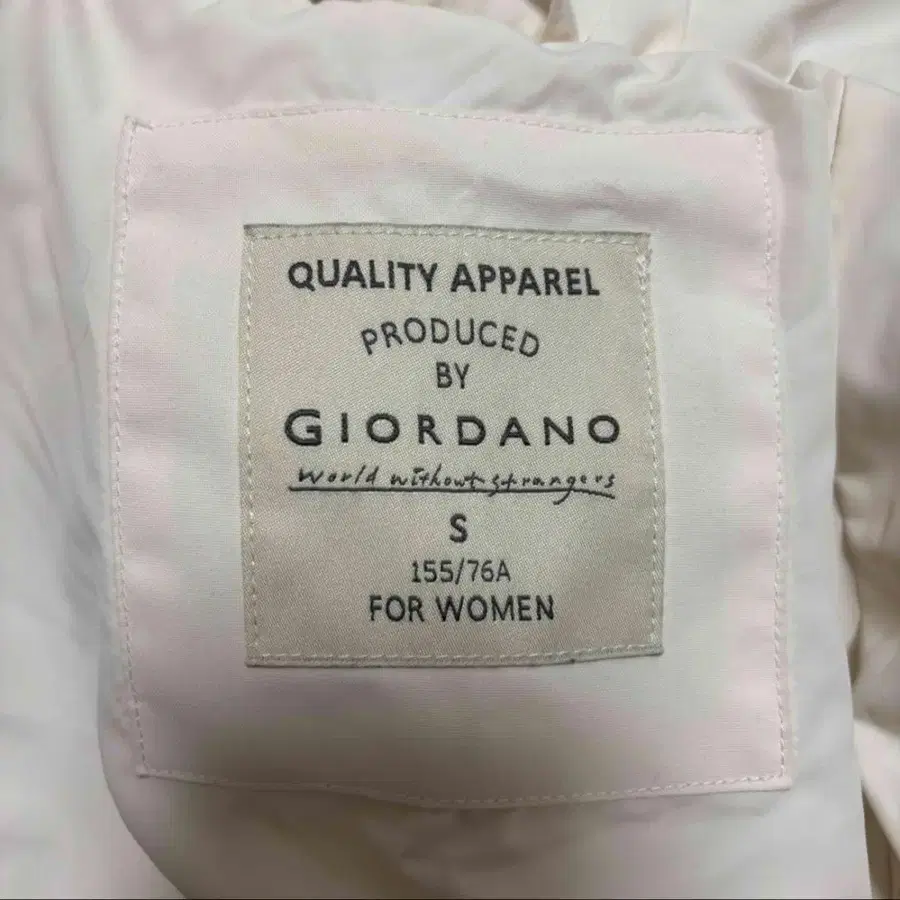 QUALITY APPAREL
PRODUCED
BY
GIORDANO
World without strangers
S
155/76A
FOR WOMEN